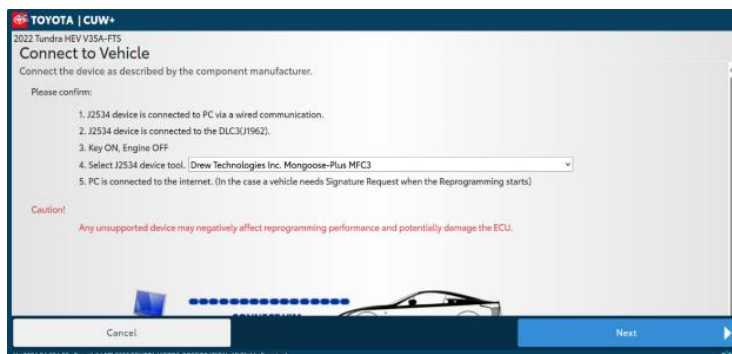 TOYOTA | CUW+
2022 Tundra HEV V35A-FTS
Connect to Vehicle
Connect the device as described by the component manufacturer.
Please confirm:
1. J2534 device is connected to PC via a wired communication.
2. J2534 device is connected to the DLC3(J1962).
3. Key ON, Engine OFF
4. Select J2534 device tool. Drew Technologies Inc. Mongoose-Plus MFC3
5. PC is connected to the internet. (In the case a vehicle needs Signature Request when the Reprogramming starts)
Caution!
Any unsupported device may negatively affect reprogramming performance and potentially damage the ECU.
Cancel
Next